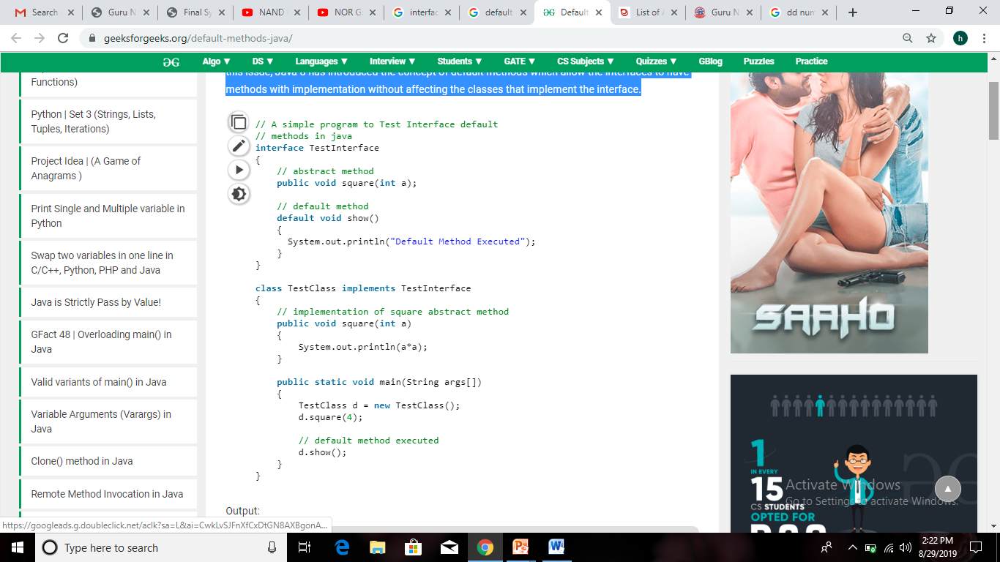 Search
Guru N
Final Sy
NAND
NOR G
interfac
default
Default
List of
Guru N
dd num
geeksforgeeks.org/default-methods-java/
h
Algo ▼ DS ▼ Languages ▼ Interview ▼ Students ▼ GATE ▼ CS Subjects ▼ Quizzes ▼ GBlog Puzzles Practice
Functions)
Python | Set 3 (Strings, Lists,
Tuples, Iterations)
Project Idea | (A Game of
Anagrams )
Print Single and Multiple variable in
Python
Swap two variables in one line in
C/C++, Python, PHP and Java
Java is Strictly Pass by Value!
GFact 48 | Overloading main() in
Java
Valid variants of main() in Java
Variable Arguments (Varargs) in
Java
Clone() method in Java
Remote Method Invocation in Java
this issue, Java 8 has introduced the concept of default methods which allow the interfaces to have
methods with implementation without affecting the classes that implement the interface.
// A simple program to Test Interface default
// methods in java
interface TestInterface
{
// abstract method
public void square(int a);
// default method
default void show()
{
System.out.println("Default Method Executed");
}
}
class TestClass implements TestInterface
{
// implementation of square abstract method
public void square(int a)
{
System.out.println(a*a);
}
public static void main(String args[])
{
TestClass d = new TestClass();
d.square(4);
// default method executed
d.show();
}
}
Output:
SAAHO
1
IN EVERY
15
CS STUDENTS
OPTED FOR
Activate Windows
Go to Settings to activate Windows.
https://googleads.g.doubleclick.net/aclk?sa=L&ai=CwkLvSJFnXfCxDtGN8AXBgonA...
Type here to search
2:22 PM
8/29/2019